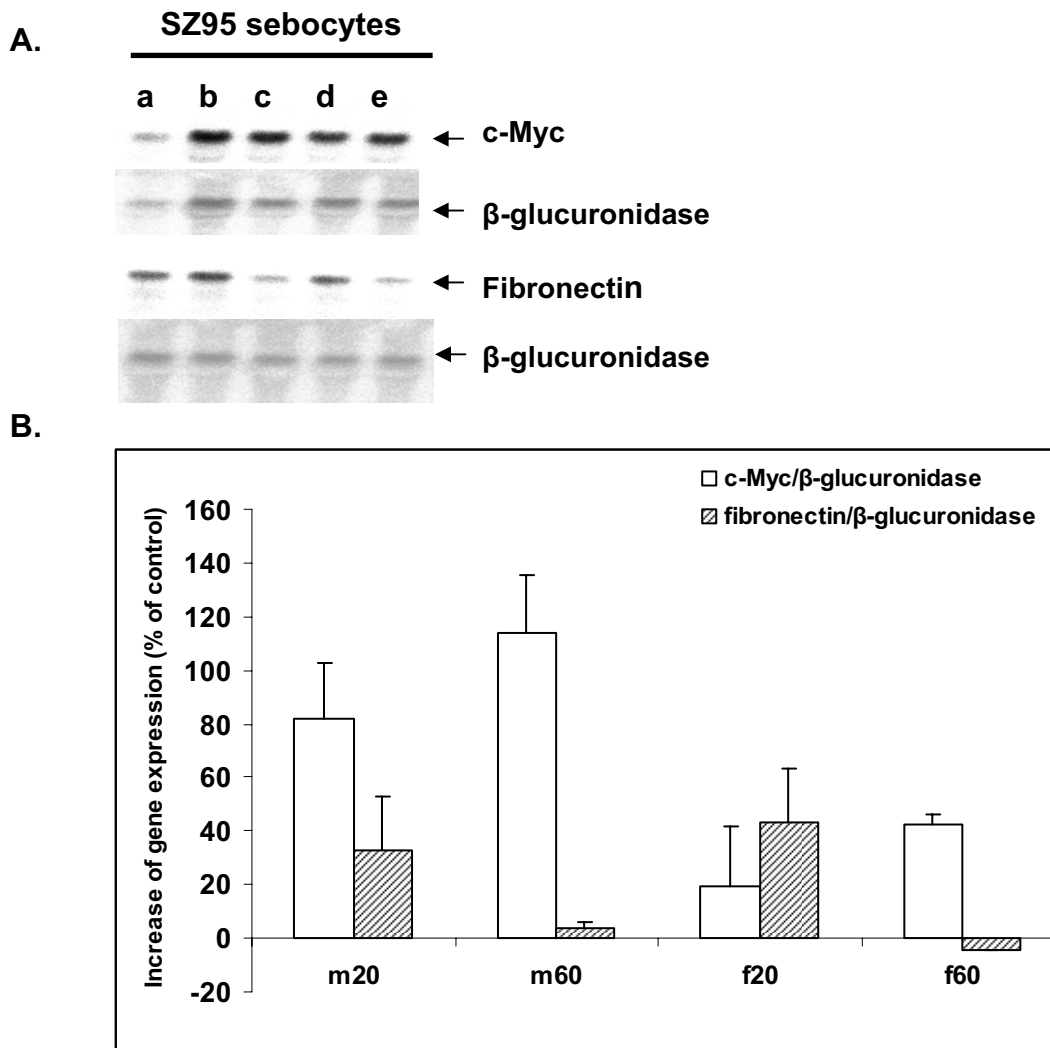 A.
SZ95 sebocytes
a b c d e
c-Myc
β-glucuronidase
Fibronectin
β-glucuronidase
B.
Increase of gene expression (% of control)
c-Myc/β-glucuronidase
fibronectin/β-glucuronidase
160
140
120
100
80
60
40
20
0
-20
m20 m60 f20 f60